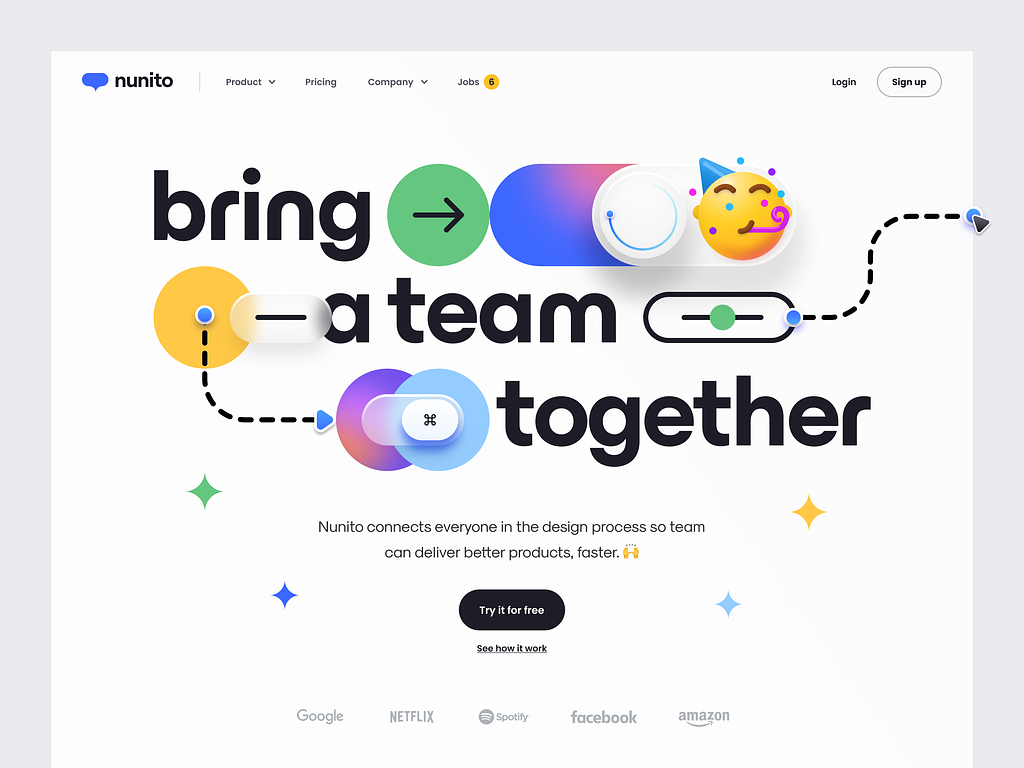 nunito
Product
Pricing
Company
Jobs 6
Login
Sign up
bring
a team
⌘
together
Nunito connects everyone in the design process so team
can deliver better products, faster. 🙌
Try it for free
See how it work
Google
NETFLIX
Spotify
facebook
amazon